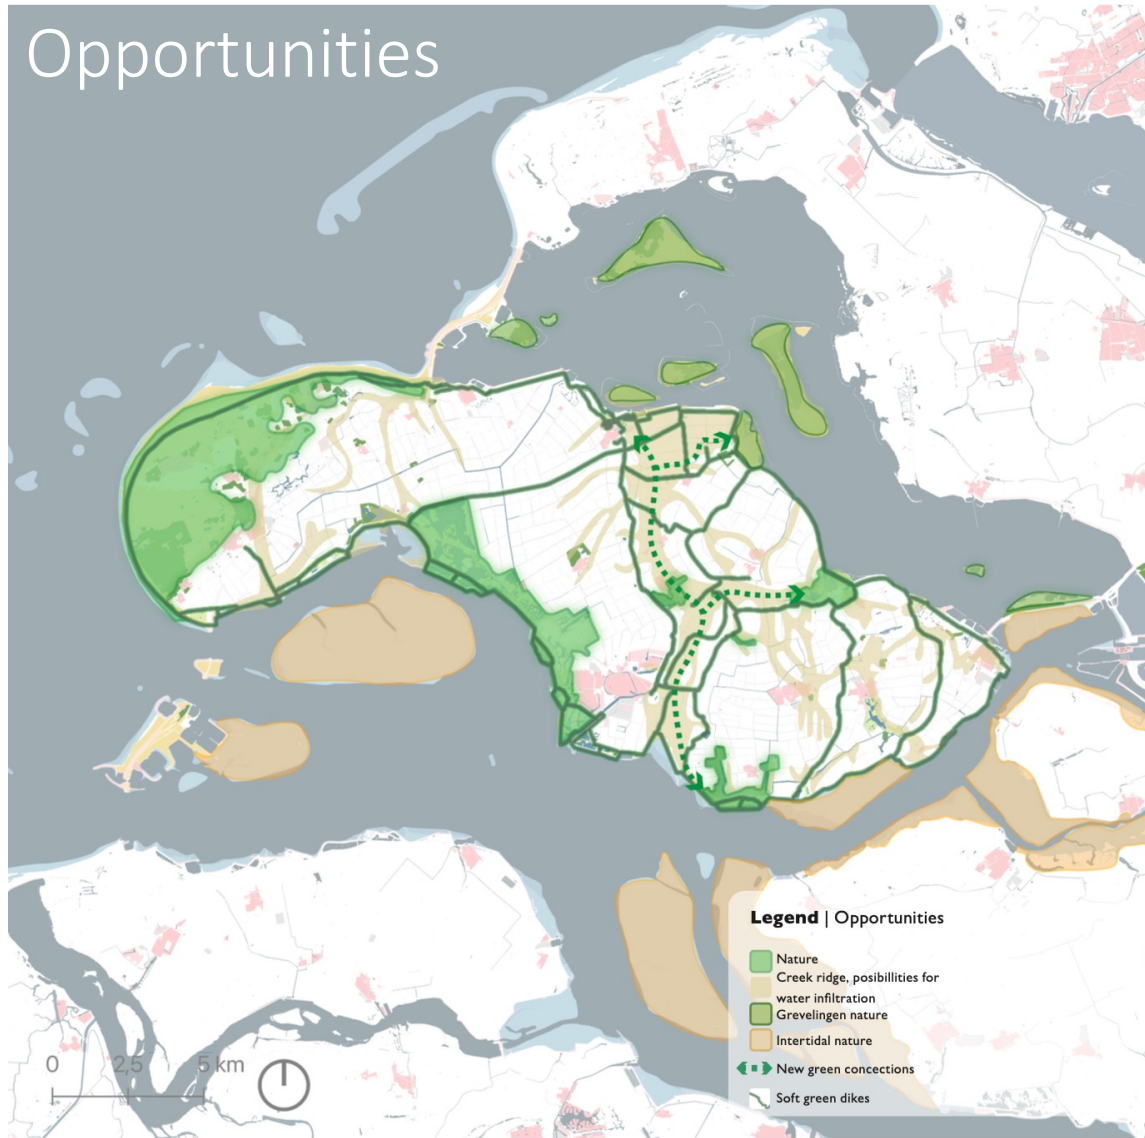 Opportunities
Legend | Opportunities
Nature
Creek ridge, posibillities for
water infiltration
Grevelingen nature
Intertidal nature
New green concections
Soft green dikes
0 2,5 5 km